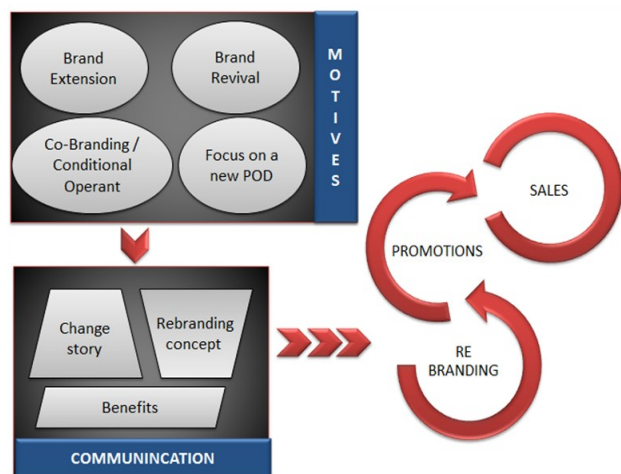 Brand
Extension
Brand
Revival
Co-Branding /
Conditional
Operant
Focus on a
new POD
MOTIVES
Change
story
Rebranding
concept
Benefits
COMMUNINCATION
SALES
PROMOTIONS
RE
BRANDING